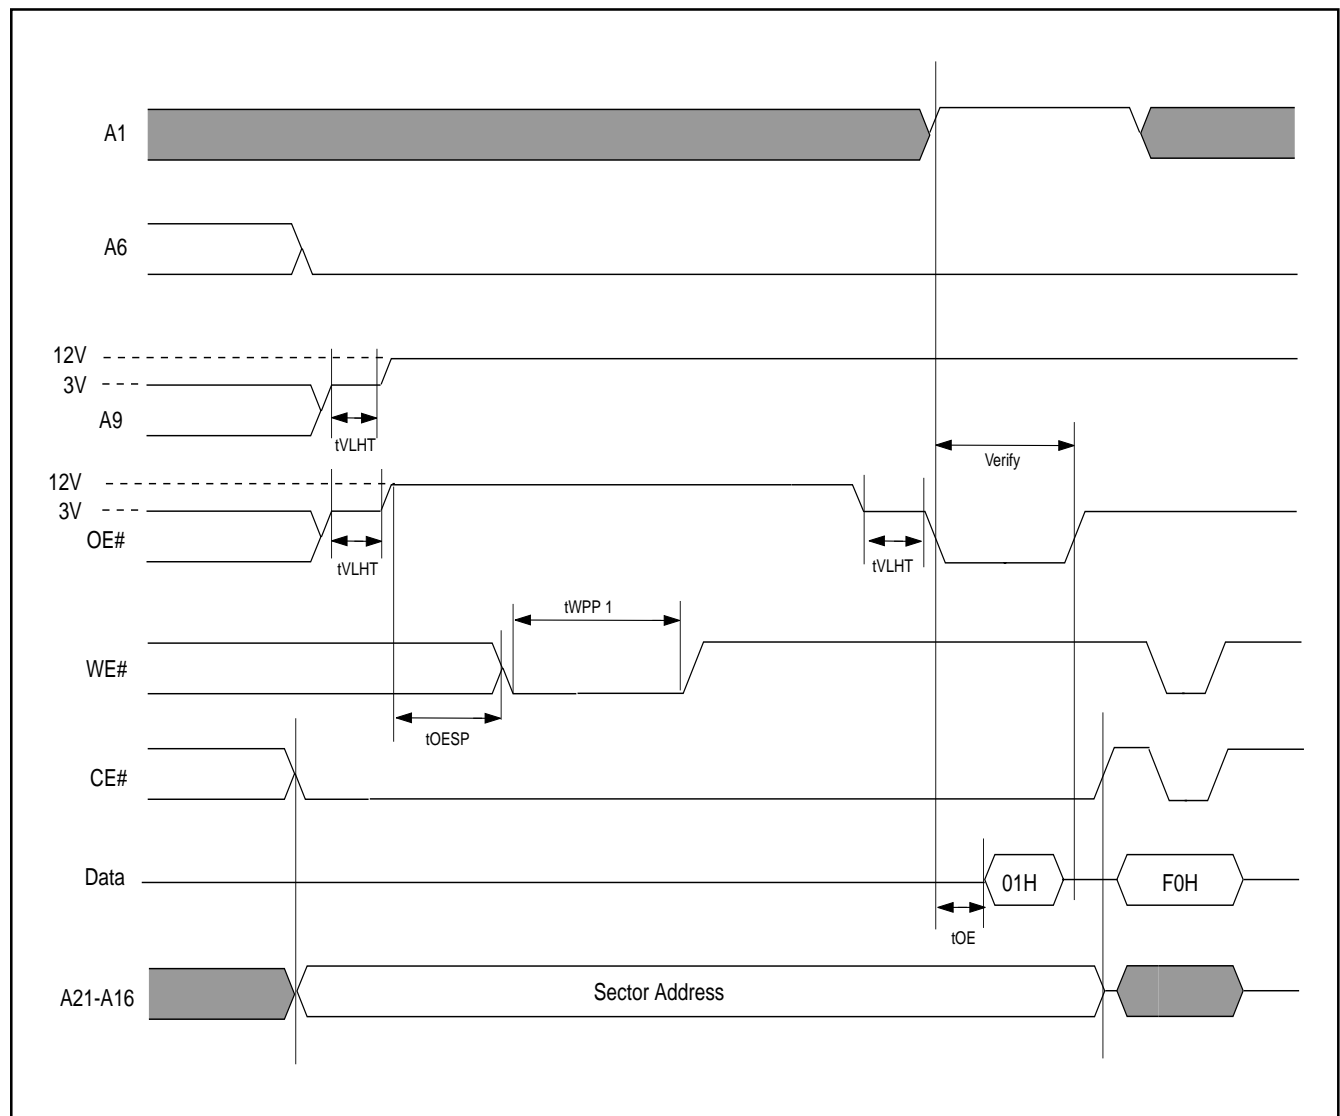 A1
A6
12V
3V
A9
tVLHT
Verify
12V
3V
OE#
tVLHT
tVLHT
tWPP 1
WE#
tOESP
CE#
Data
01H
F0H
tOE
A21-A16
Sector Address